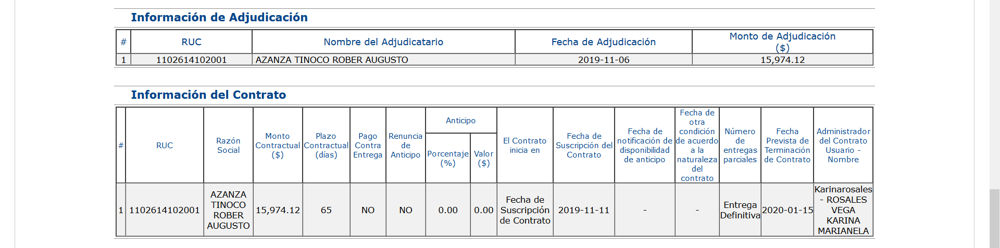 Información de Adjudicación
# RUC Nombre del Adjudicatario Fecha de Adjudicación Monto de Adjudicación
($)
1 1102614102001 AZANZA TINOCO ROBER AUGUSTO 2019-11-06 15,974.12
Información del Contrato
#
RUC
Razón
Social
Monto
Contractual
($)
Plazo
Contractual
(días)
Pago
Contra
Entrega
Renuncia
de
Anticipo
Anticipo
Porcentaje
(%)
Valor
($)
El Contrato
inicia en
Fecha de
Suscripción del
Contrato
Fecha de
notificación de
disponibilidad
de anticipo
Fecha de
otra
condición
de acuerdo
a la
naturaleza
del
contrato
Número
de
entregas
parciales
Fecha
Prevista de
Terminación
de Contrato
Administrador
del Contrato
Usuario -
Nombre
1
1102614102001
AZANZA
TINOCO
ROBER
AUGUSTO
15,974.12
65
NO
NO
0.00
0.00
Fecha de
Suscripción
de Contrato
2019-11-11
-
-
Entrega
Definitiva
2020-01-15
Karinarosales
- ROSALES
VEGA
KARINA
MARIANELA